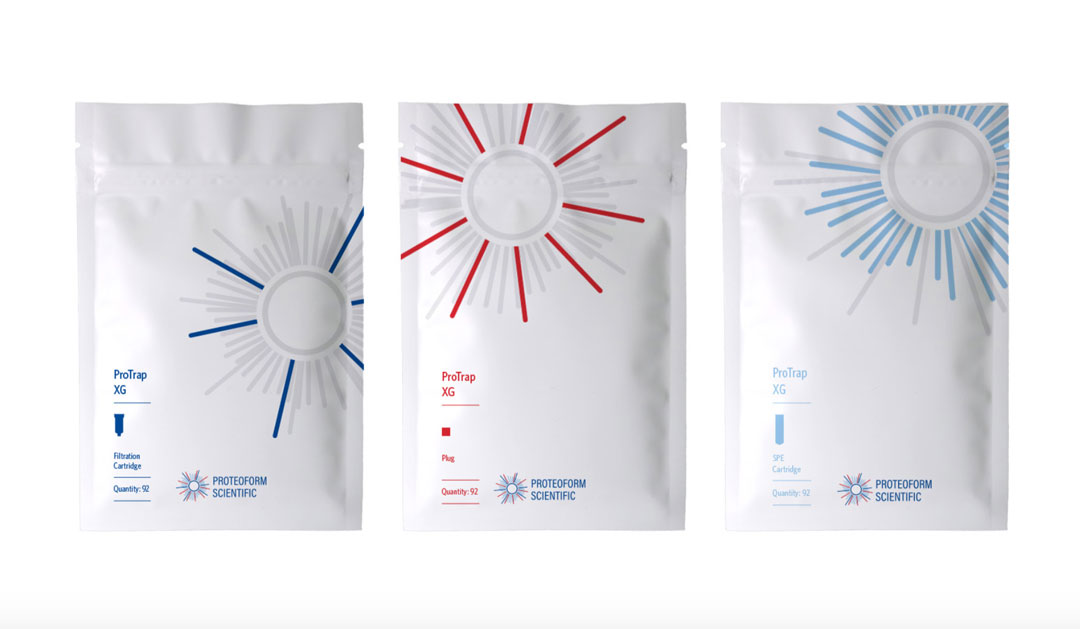 ProTrap
XG
Filtration
Cartridge
Quantity: 92
PROTEOFORM
SCIENTIFIC
ProTrap
XG
Plug
Quantity: 92
PROTEOFORM
SCIENTIFIC
ProTrap
XG
SPE
Cartridge
Quantity: 92
PROTEOFORM
SCIENTIFIC